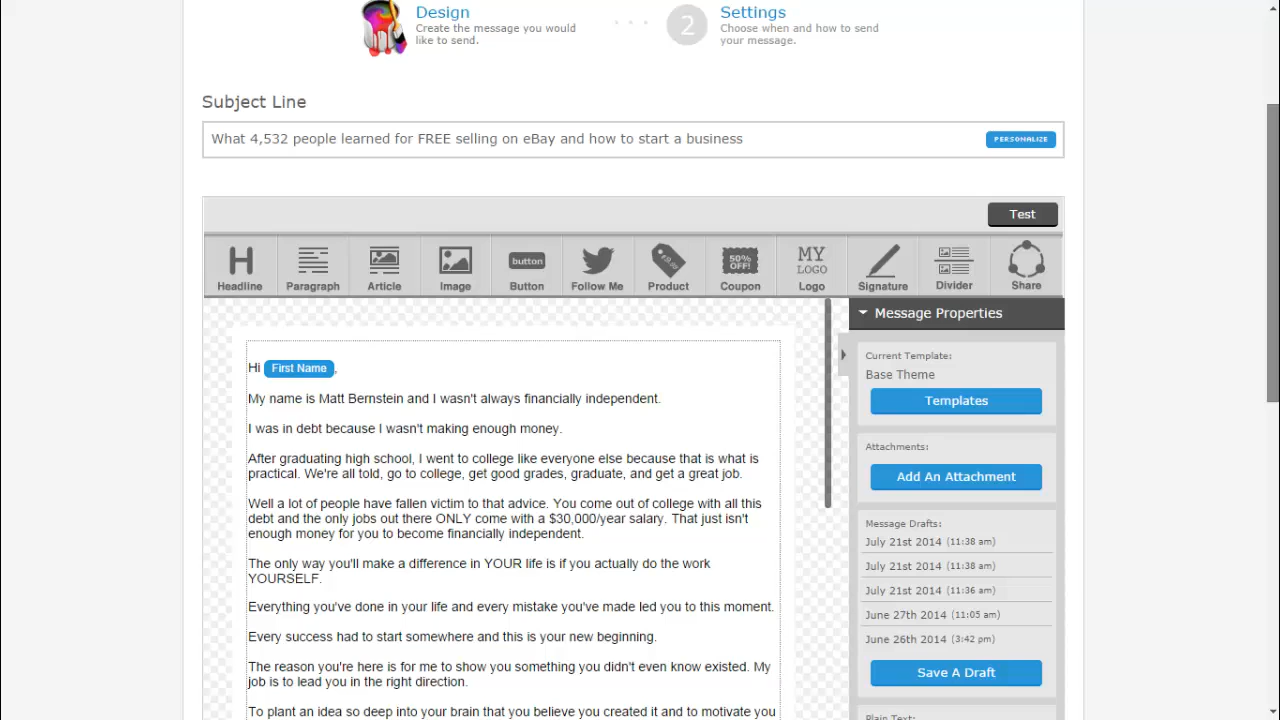 Design
Create the message you would
like to send.
2
Settings
Choose when and how to send
your message.
Subject Line
What 4,532 people learned for FREE selling on eBay and how to start a business
PERSONALIZE
Test
H
Headline
Paragraph
Article
Image
button
Button
Follow Me
Product
50%
OFF!
Coupon
MY
LOGO
Logo
Signature
Divider
Share
Hi First Name,
My name is Matt Bernstein and I wasn't always financially independent.
I was in debt because I wasn't making enough money.
After graduating high school, I went to college like everyone else because that is what is
practical. We're all told, go to college, get good grades, graduate, and get a great job.
Well a lot of people have fallen victim to that advice. You come out of college with all this
debt and the only jobs out there ONLY come with a $30,000/year salary. That just isn't
enough money for you to become financially independent.
The only way you'll make a difference in YOUR life is if you actually do the work
YOURSELF.
Everything you've done in your life and every mistake you've made led you to this moment.
Every success had to start somewhere and this is your new beginning.
The reason you're here is for me to show you something you didn't even know existed. My
job is to lead you in the right direction.
To plant an idea so deep into your brain that you believe you created it and to motivate you
Message Properties
Current Template:
Base Theme
Templates
Attachments:
Add An Attachment
Message Drafts:
July 21st 2014 (11:38 am)
July 21st 2014 (11:38 am)
July 21st 2014 (11:36 am)
June 27th 2014 (11:05 am)
June 26th 2014 (3:42 pm)
Save A Draft
Plain Text: